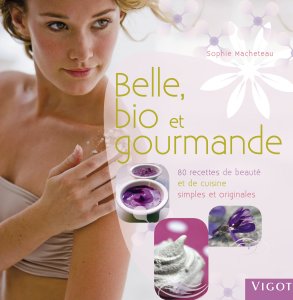 Sophie Macheteau
Belle,
bio et
gourmande
80 recettes de beauté
et de cuisine
simples et originales
VIGOT